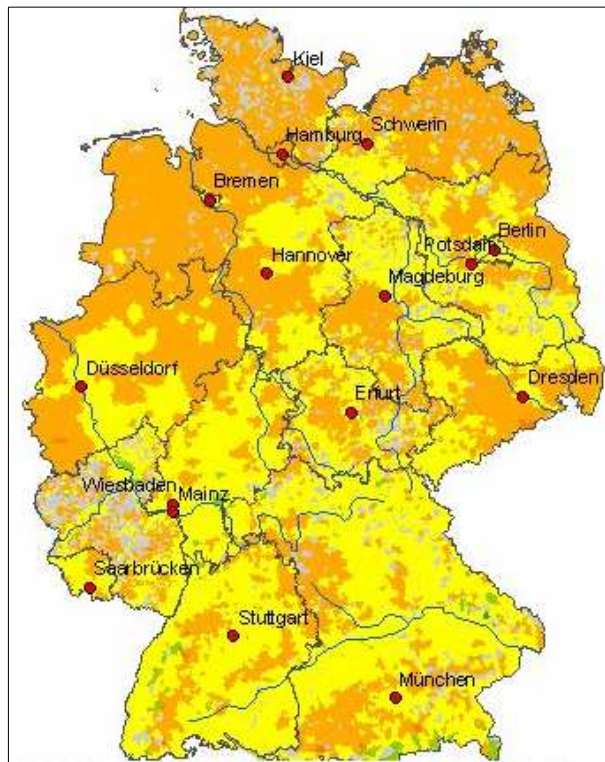 Kiel
Schwerin
Hamburg
Bremen
Berlin
Potsdam
Hannover
Magdeburg
Düsseldorf
Dresden
Erfurt
Wiesbaden
Mainz
Saarbrücken
Stuttgart
München